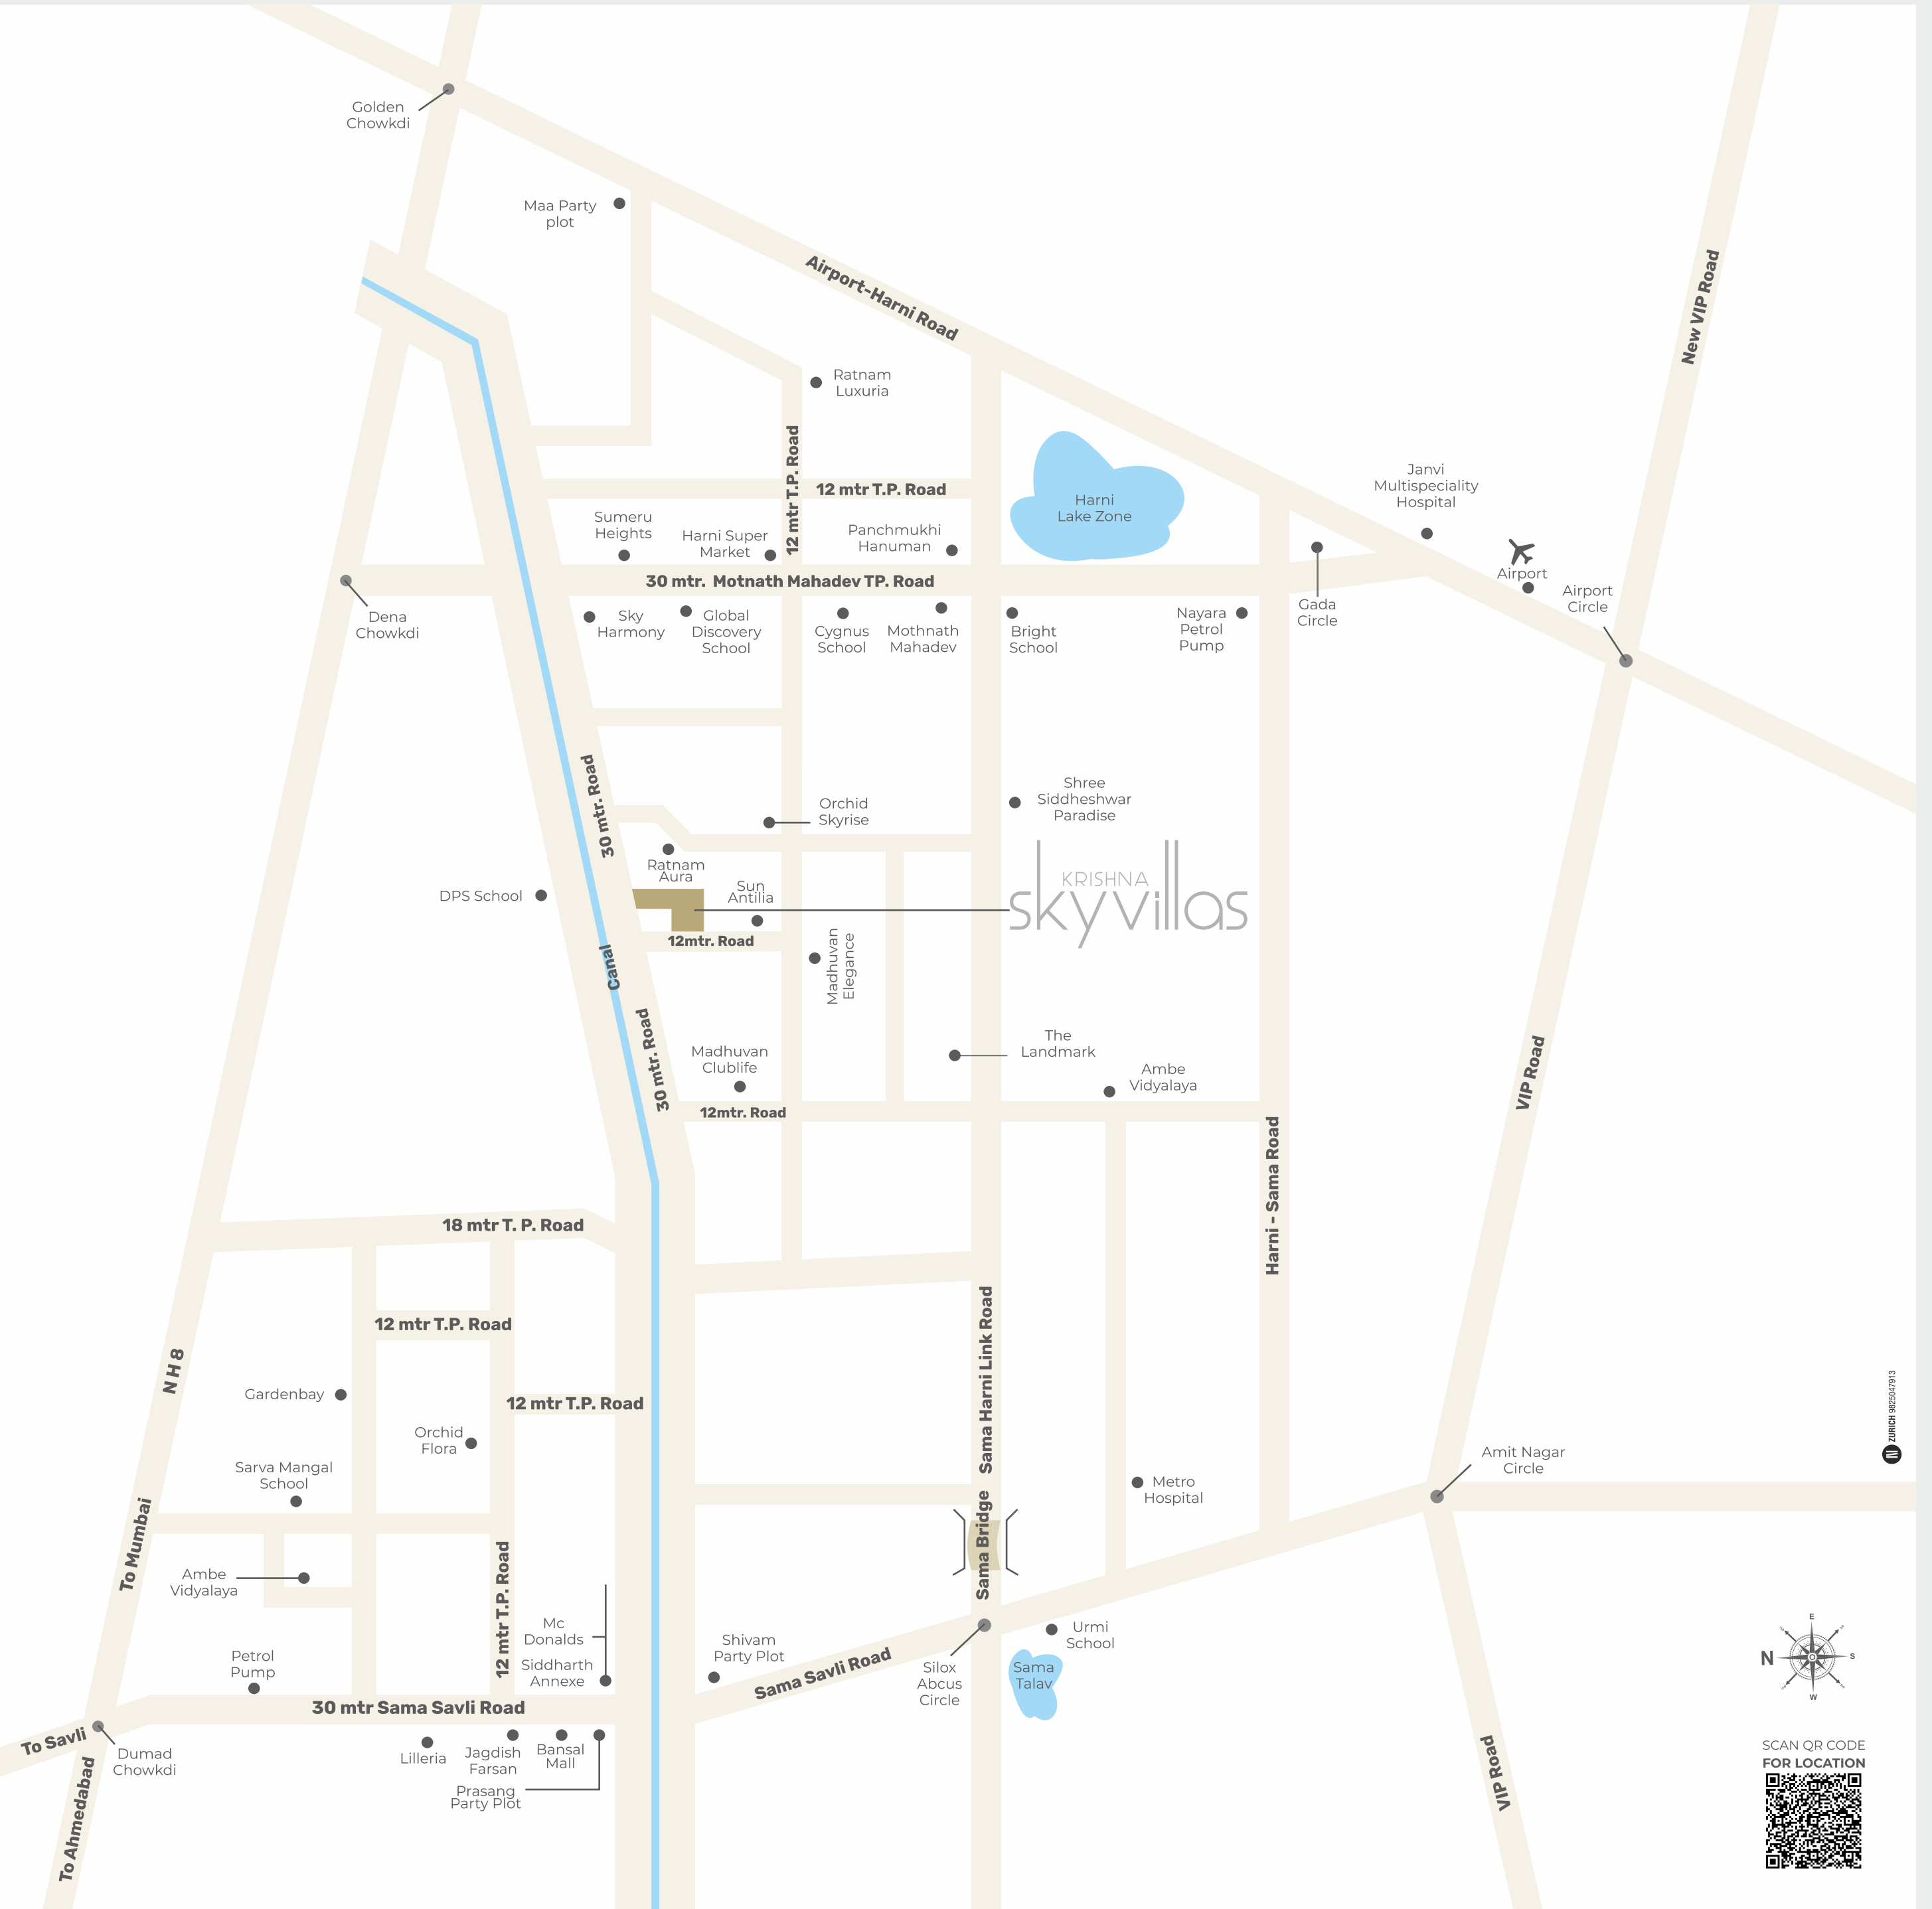 Golden
Chowkdi
Maa Party
plot
Airport-Harni Road
New VIP Road
Ratnam
Luxuria
12 mtr T.P. Road
12 mtr T.P. Road
Harni
Lake Zone
Janvi
Multispeciality
Hospital
Sumeru
Heights
Harni Super
Market
Panchmukhi
Hanuman
Airport
Airport
Circle
30 mtr. Motnath Mahadev TP. Road
Dena
Chowkdi
Sky
Harmony
Global
Discovery
School
Cygnus
School
Mothnath
Mahadev
Bright
School
Nayara
Petrol
Pump
Gada
Circle
30 mtr. Road
Orchid
Skyrise
Shree
Siddheshwar
Paradise
Ratnam
Aura
Sun
Antilia
KRISHNA
skyvillas
DPS School
12mtr. Road
Canal
Madhuvan
Elegance
30 mtr. Road
Madhuvan
Clublife
The
Landmark
Ambe
Vidyalaya
VIP Road
12mtr. Road
Harni - Sama Road
18 mtr T. P. Road
12 mtr T.P. Road
N H 8
Sama Harni Link Road
Gardenbay
12 mtr T.P. Road
Orchid
Flora
ZURICH 9825047913
Amit Nagar
Circle
Sarva Mangal
School
Metro
Hospital
To Mumbai
Sama Bridge
Ambe
Vidyalaya
12 mtr T.P. Road
Mc
Donalds
Siddharth
Annexe
Shivam
Party Plot
Urmi
School
Petrol
Pump
Sama Savli Road
Silox
Abcus
Circle
Sama
Talav
E
N
S
W
30 mtr Sama Savli Road
To Savli
Dumad
Chowkdi
Lilleria
Jagdish
Farsan
Bansal
Mall
Prasang
Party Plot
To Ahmedabad
VIP Road
SCAN QR CODE
FOR LOCATION